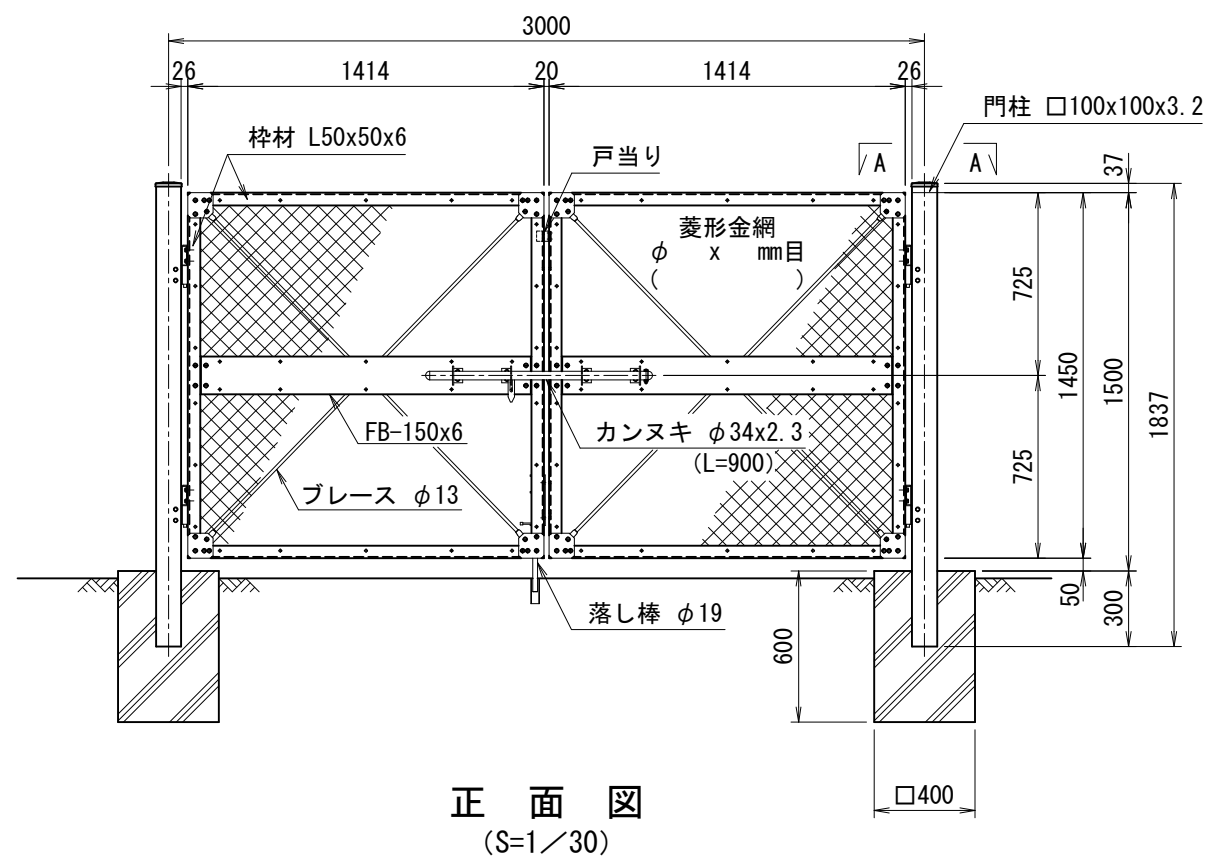 3000
26
1414
20
1414
26
門柱 □100x100x3.2
枠材 L50x50x6
戸当り
A
A
37
菱形金網
φ x mm目
( )
725
1450
1500
1837
FB-150x6
カンヌキ φ34x2.3
(L=900)
725
ブレース φ13
落し棒 φ19
50
300
600
□400
正面図
(S=1/30)